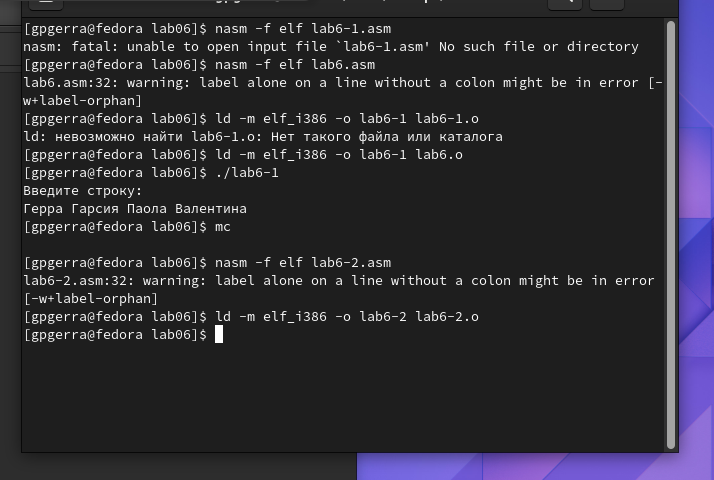 [gpgerra@fedora lab06]$ nasm -f elf lab6-1.asm
nasm: fatal: unable to open input file `lab6-1.asm' No such file or directory
[gpgerra@fedora lab06]$ nasm -f elf lab6.asm
lab6.asm:32: warning: label alone on a line without a colon might be in error [-
w+label-orphan]
[gpgerra@fedora lab06]$ ld -m elf_i386 -o lab6-1 lab6-1.o
ld: невозможно найти lab6-1.o: Нет такого файла или каталога
[gpgerra@fedora lab06]$ ld -m elf_i386 -o lab6-1 lab6.o
[gpgerra@fedora lab06]$ ./lab6-1
Введите строку:
Герра Гарсия Паола Валентина
[gpgerra@fedora lab06]$ mc
[gpgerra@fedora lab06]$ nasm -f elf lab6-2.asm
lab6-2.asm:32: warning: label alone on a line without a colon might be in error
[-w+label-orphan]
[gpgerra@fedora lab06]$ ld -m elf_i386 -o lab6-2 lab6-2.o
[gpgerra@fedora lab06]$